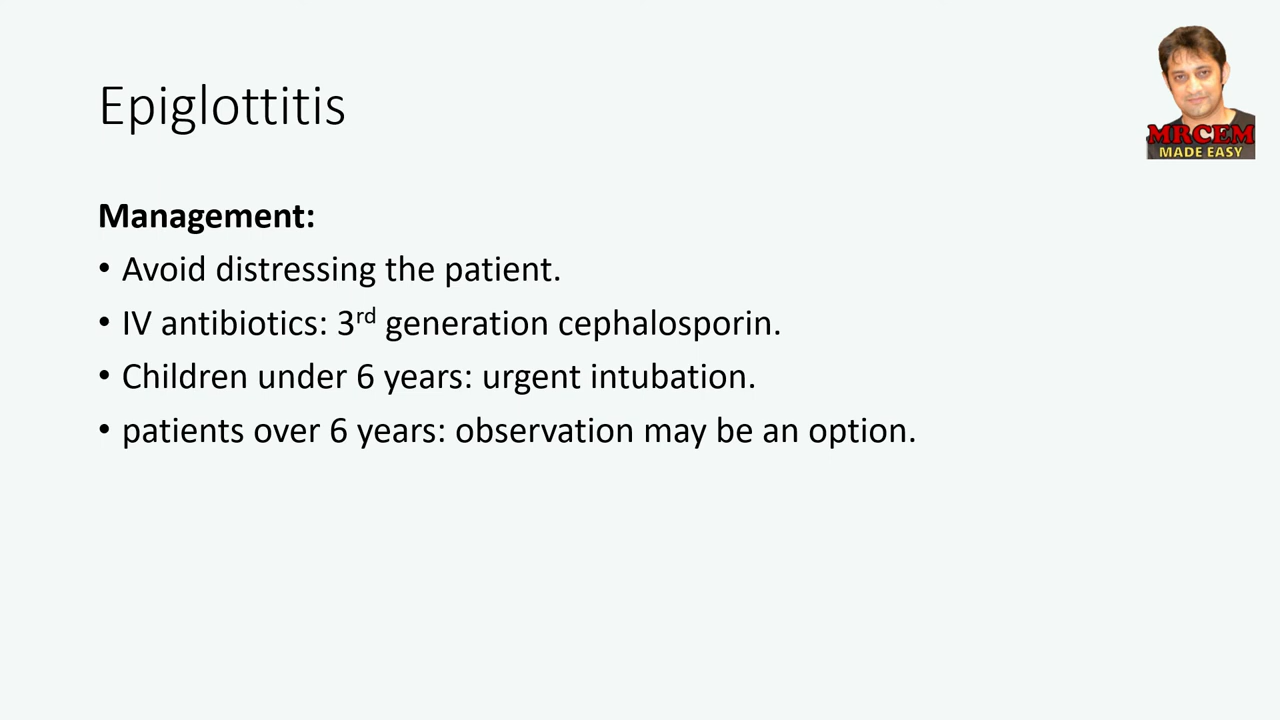 Epiglottitis
MRCEM
MADE EASY
Management:
• Avoid distressing the patient.
• IV antibiotics: 3rd generation cephalosporin.
• Children under 6 years: urgent intubation.
• patients over 6 years: observation may be an option.